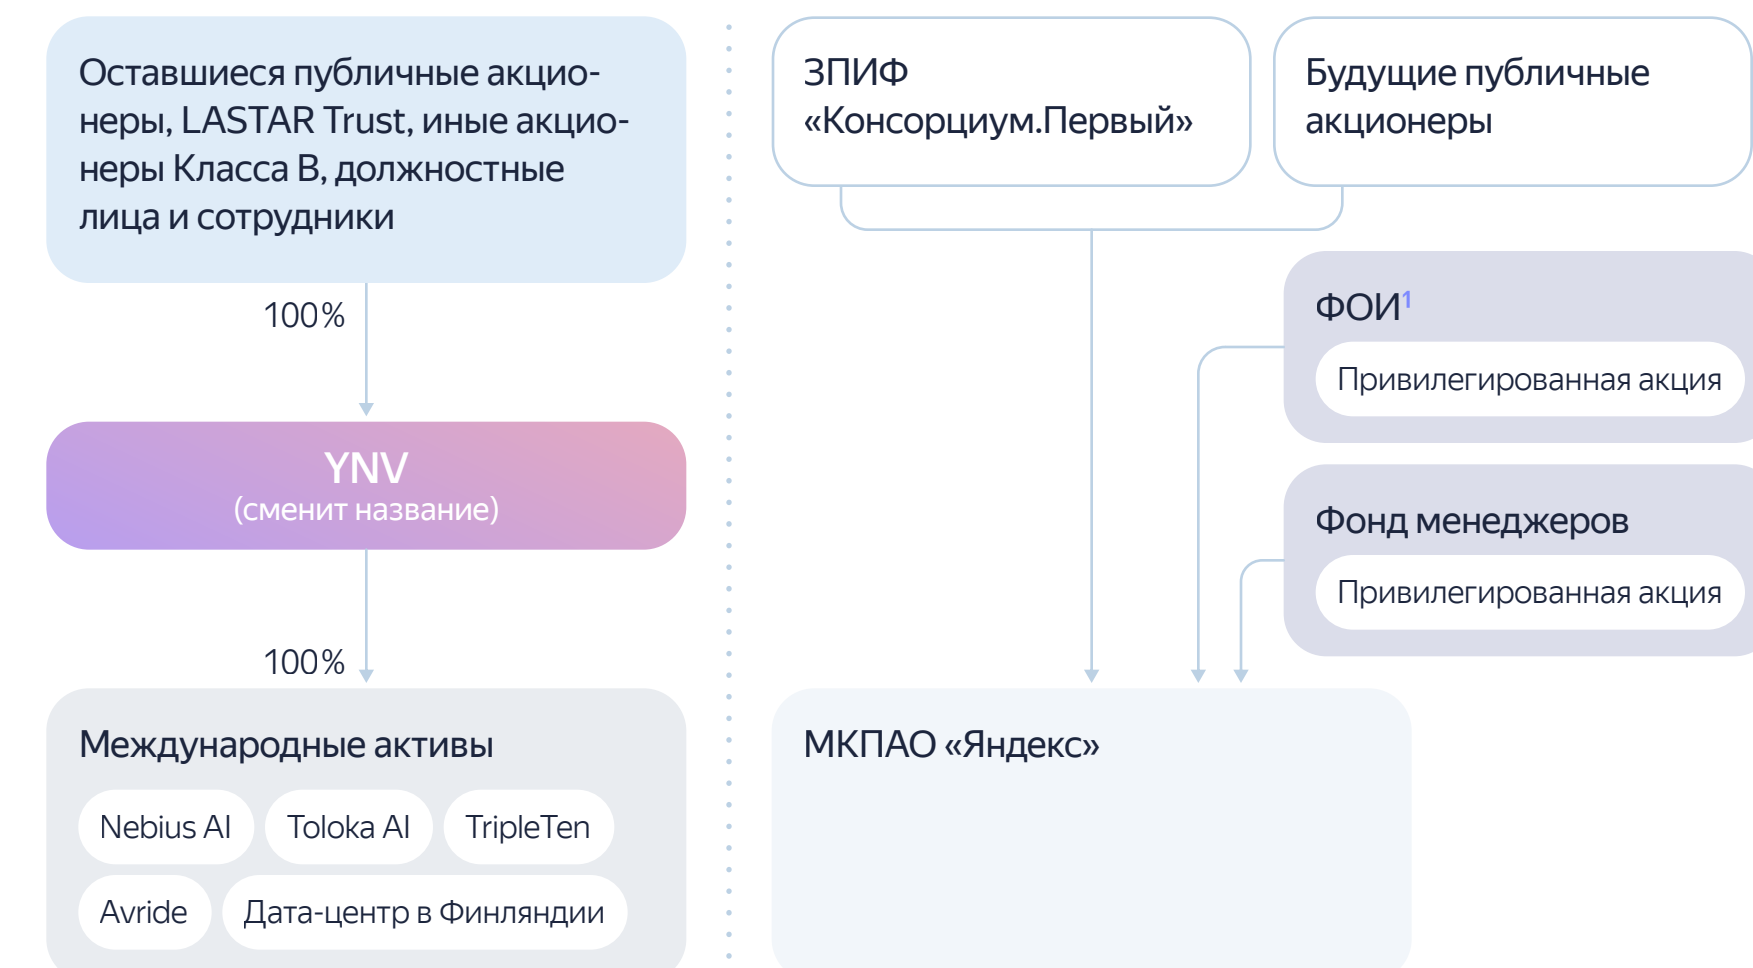 Оставшиеся публичные акцио-
неры, LASTAR Trust, иные акцио-
неры Класса B, должностные
лица и сотрудники
100%
YNV
(сменит название)
100%
Международные активы
Nebius AI
Toloka AI
TripleTen
Avride
Дата-центр в Финляндии
ЗПИФ
«Консорциум.Первый»
Будущие публичные
акционеры
ФОИ¹
Привилегированная акция
Фонд менеджеров
Привилегированная акция
МКПАО «Яндекс»